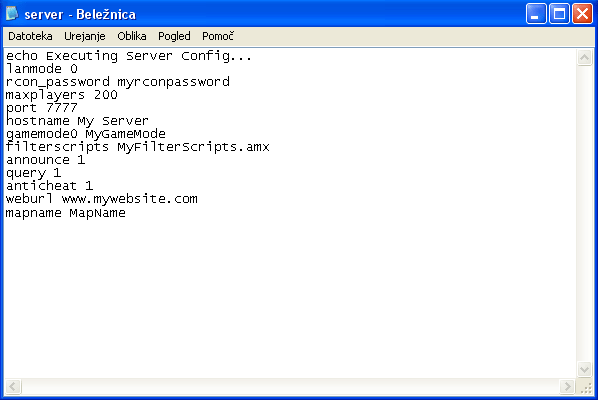 server - Beležnica
Datoteka Urejanje Oblika Pogled Pomoč
echo Executing Server Config...
lanmode 0
rcon_password myrconpassword
maxplayers 200
port 7777
hostname My Server
gamemode0 MyGameMode
filterscripts MyFilterScripts.amx
announce 1
query 1
anticheat 1
weburl www.mywebsite.com
mapname MapName